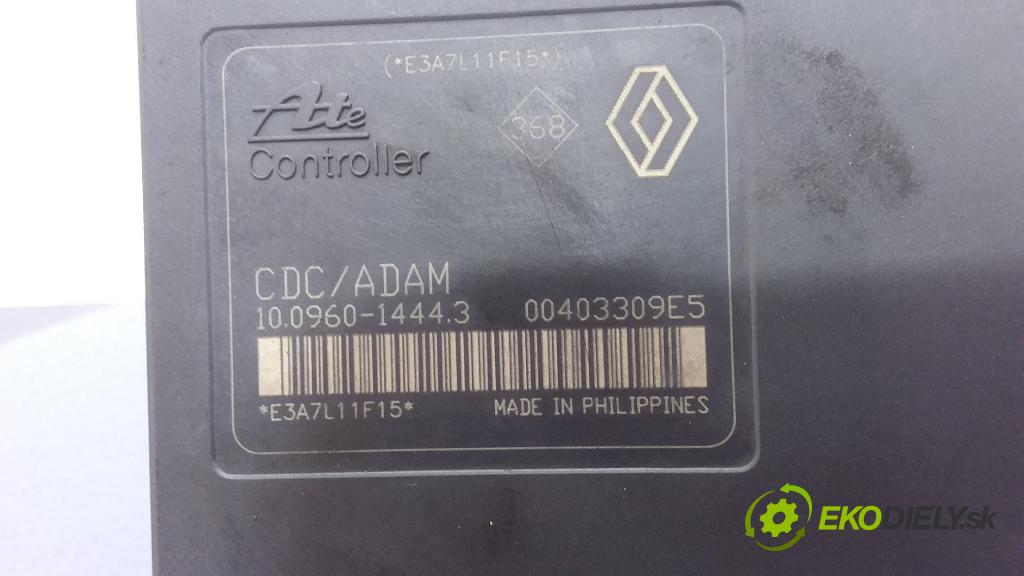 (*E3A7L11F15*)
Ate
Controller
368
CDC/ADAM
10.0960-1444.3 00403309E5
*E3A7L11F15* MADE IN PHILIPPINES
EKODIELY.sk